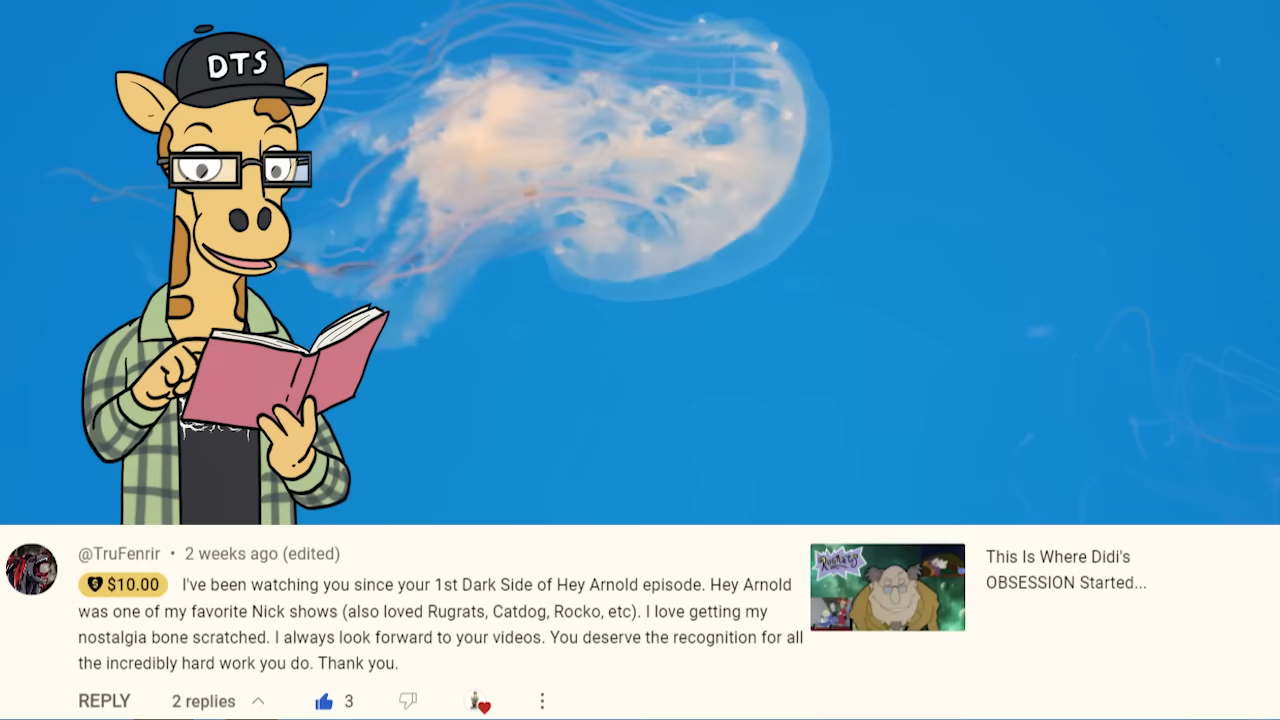 DTS
@TruFenrir • 2 weeks ago (edited)
$10.00 I've been watching you since your 1st Dark Side of Hey Arnold episode. Hey Arnold
was one of my favorite Nick shows (also loved Rugrats, Catdog, Rocko, etc). I love getting my
nostalgia bone scratched. I always look forward to your videos. You deserve the recognition for all
the incredibly hard work you do. Thank you.
REPLY 2 replies 3
RUGRATS
This Is Where Didi's
OBSESSION Started...